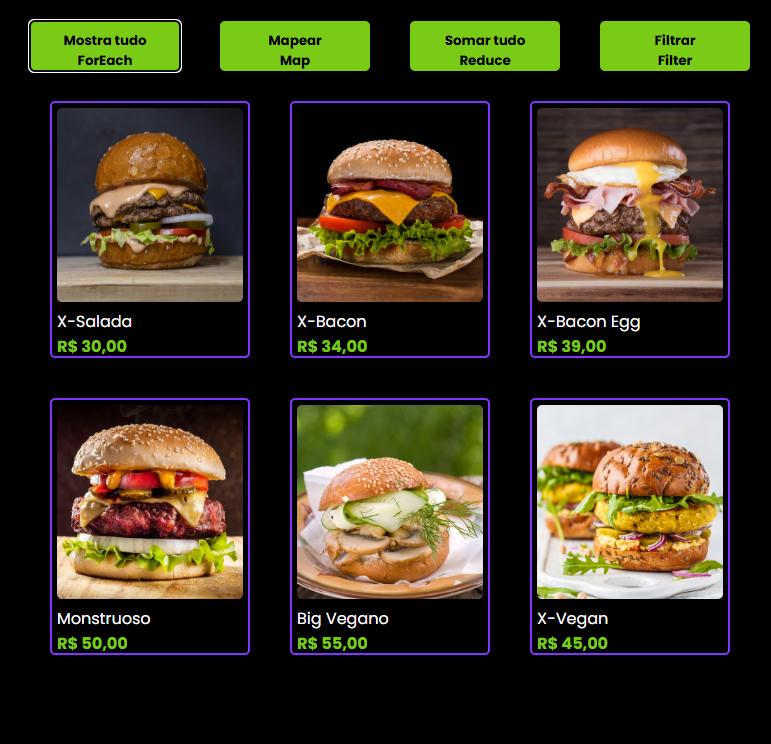 Mostra tudo
ForEach
Mapear
Map
Somar tudo
Reduce
Filtrar
Filter
X-Salada
R$ 30,00
X-Bacon
R$ 34,00
X-Bacon Egg
R$ 39,00
Monstruoso
R$ 50,00
Big Vegano
R$ 55,00
X-Vegan
R$ 45,00